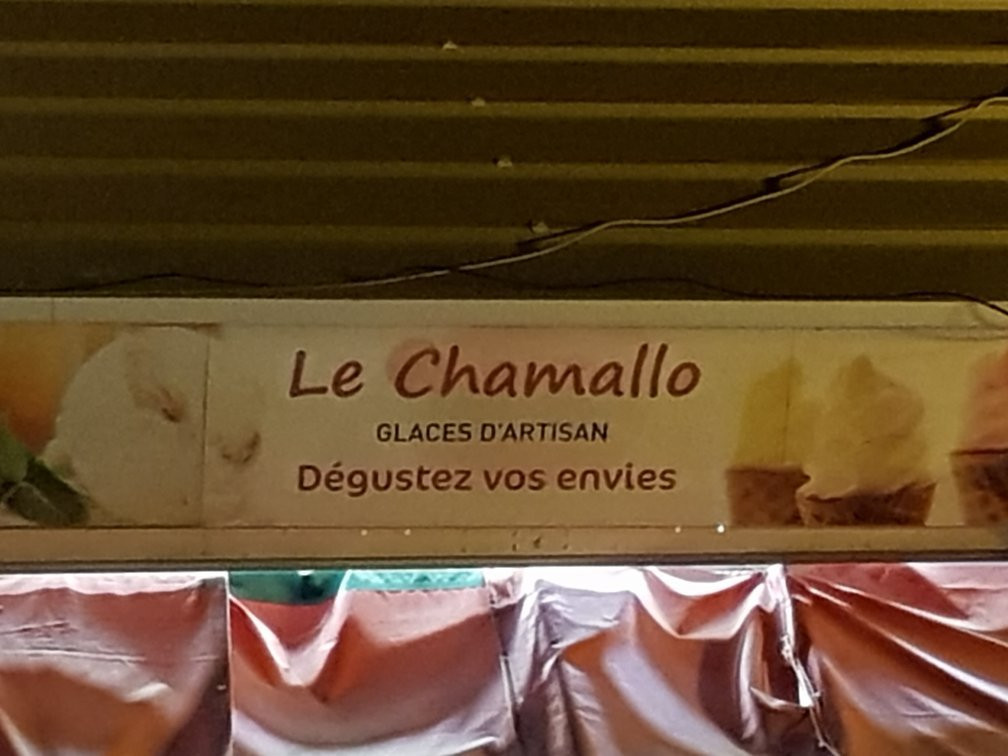 Le Chamallo
GLACES D'ARTISAN
Dégustez vos envies